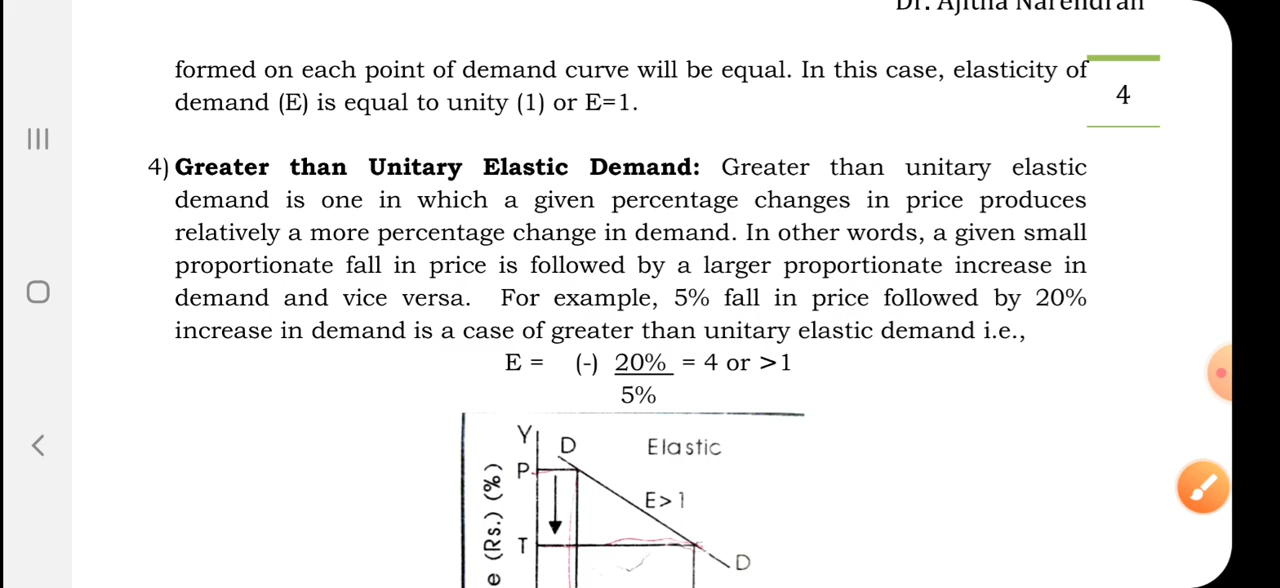 Dr. Ajitha Narendran
formed on each point of demand curve will be equal. In this case, elasticity of
demand (E) is equal to unity (1) or E=1.
4
4) Greater than Unitary Elastic Demand: Greater than unitary elastic
demand is one in which a given percentage changes in price produces
relatively a more percentage change in demand. In other words, a given small
proportionate fall in price is followed by a larger proportionate increase in
demand and vice versa. For example, 5% fall in price followed by 20%
increase in demand is a case of greater than unitary elastic demand i.e.,
E = (-) 20% = 4 or >1
5%
Y
D
Elastic
P
E>1
T
D
e (Rs.) (%)